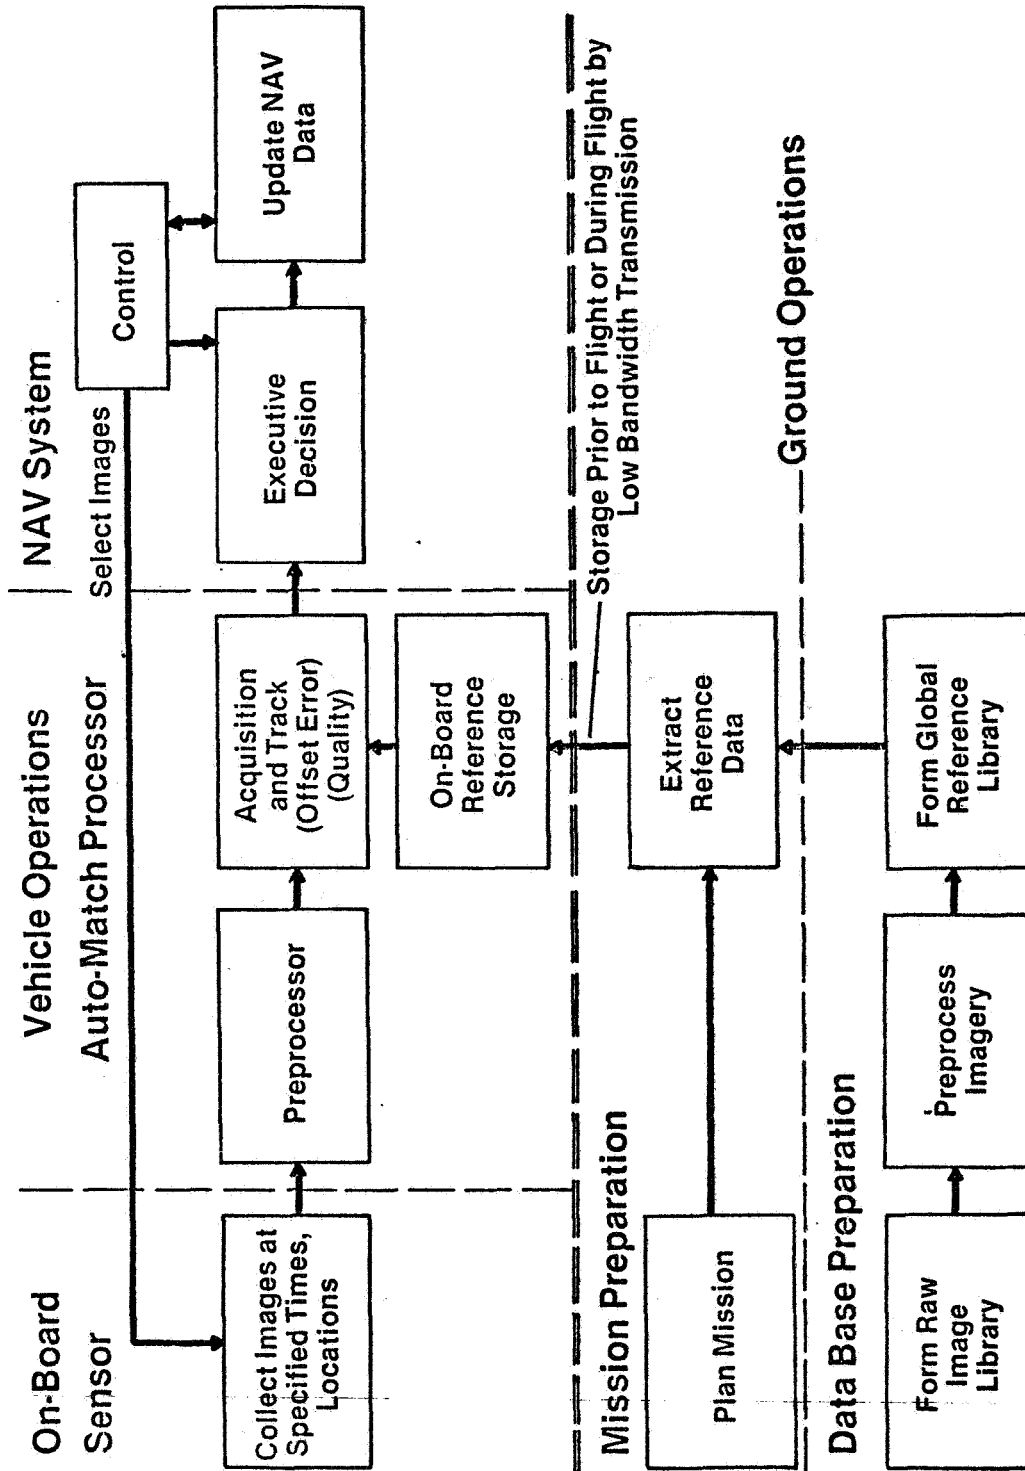 Vehicle Operations
On-Board
Sensor
Auto-Match Processor
NAV System
Select Images
Control
Collect Images at
Specified Times,
Locations
Preprocessor
Acquisition
and Track
(Offset Error)
(Quality)
Executive
Decision
Update NAV
Data
On-Board
Reference
Storage
Storage Prior to Flight or During Flight by
Low Bandwidth Transmission
Mission Preparation
Plan Mission
Extract
Reference
Data
Ground Operations
Data Base Preparation
Form Raw
Image
Library
Preprocess
Imagery
Form Global
Reference
Library